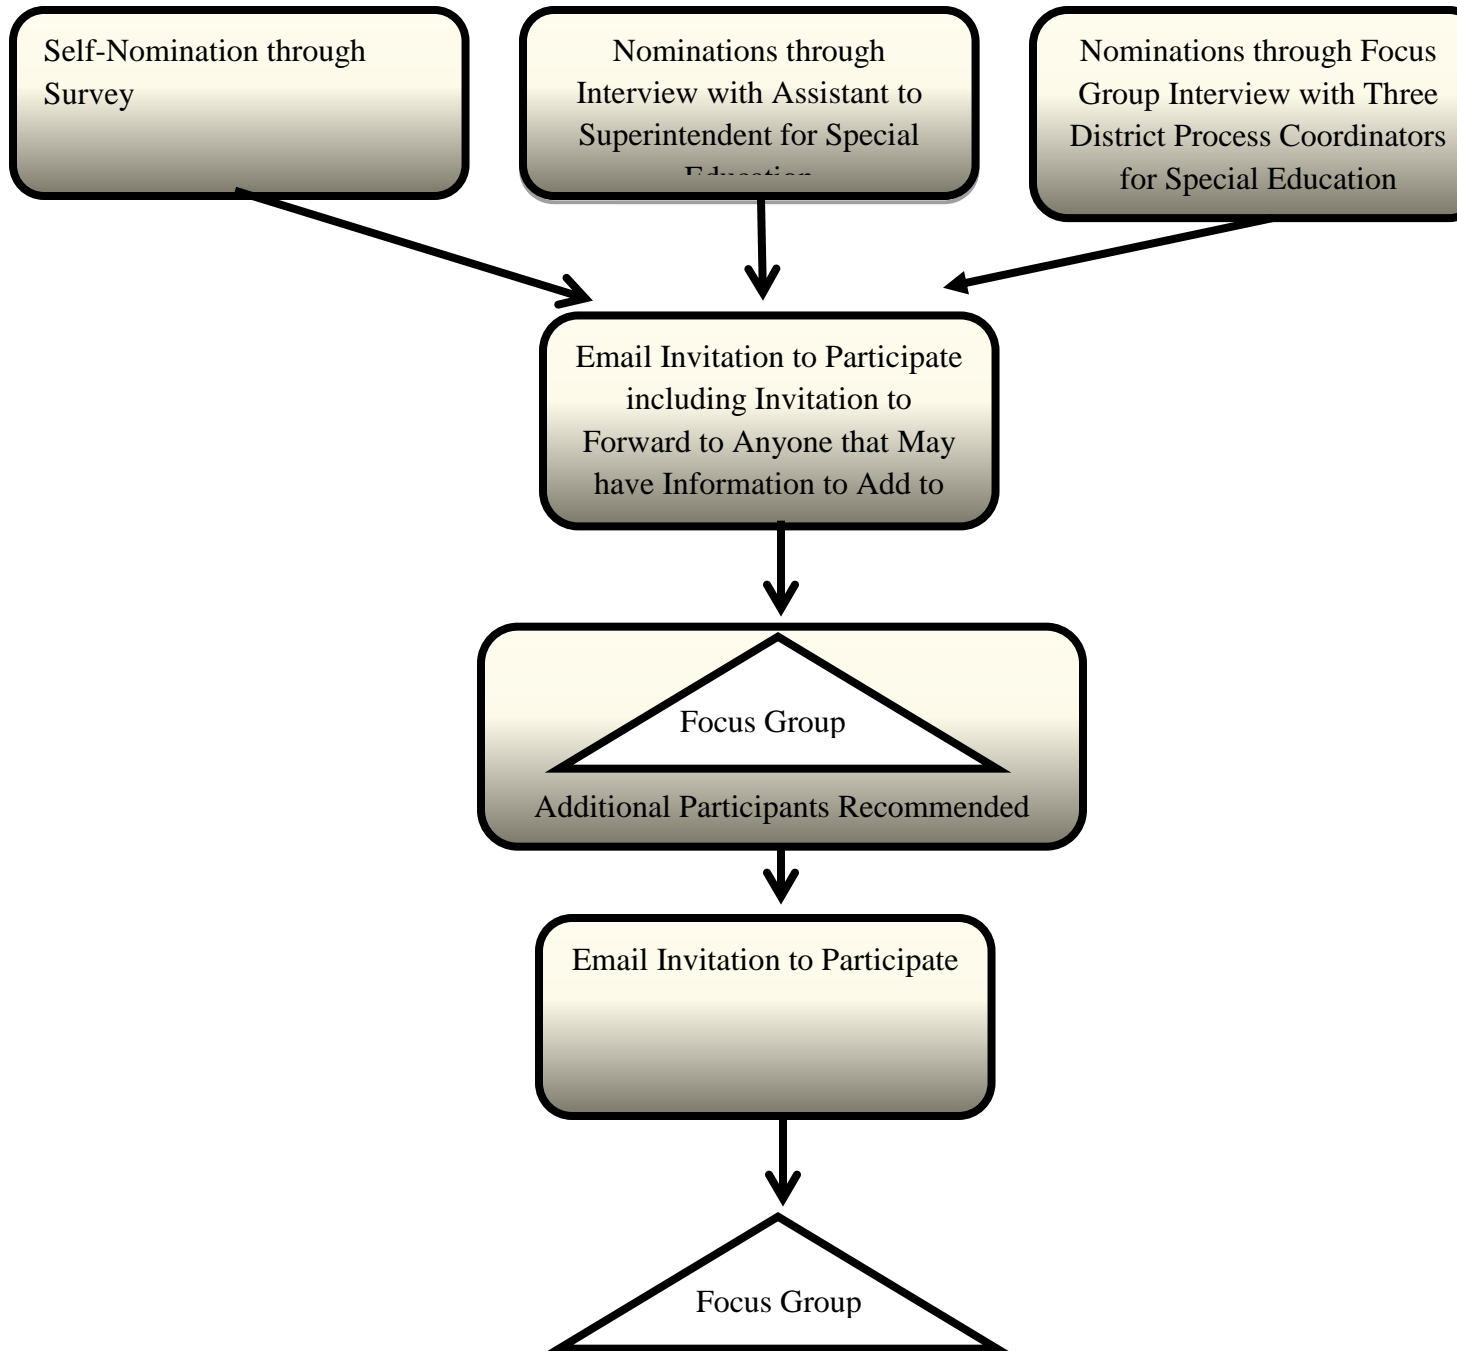 Self-Nomination through
Survey
Nominations through
Interview with Assistant to
Superintendent for Special
Education
Nominations through Focus
Group Interview with Three
District Process Coordinators
for Special Education
Email Invitation to Participate
including Invitation to
Forward to Anyone that May
have Information to Add to
Focus Group
Additional Participants Recommended
Email Invitation to Participate
Focus Group